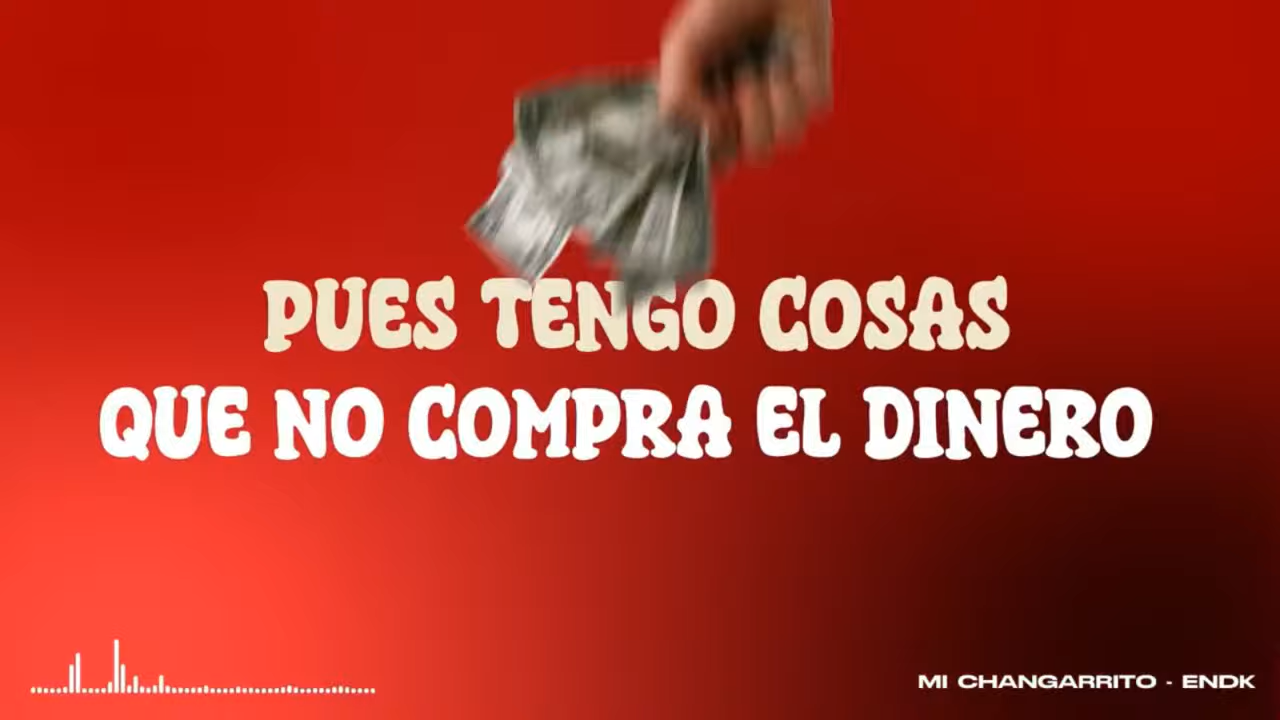 PUES TENGO COSAS
QUE NO COMPRA EL DINERO
MI CHANGARRITO - ENDK